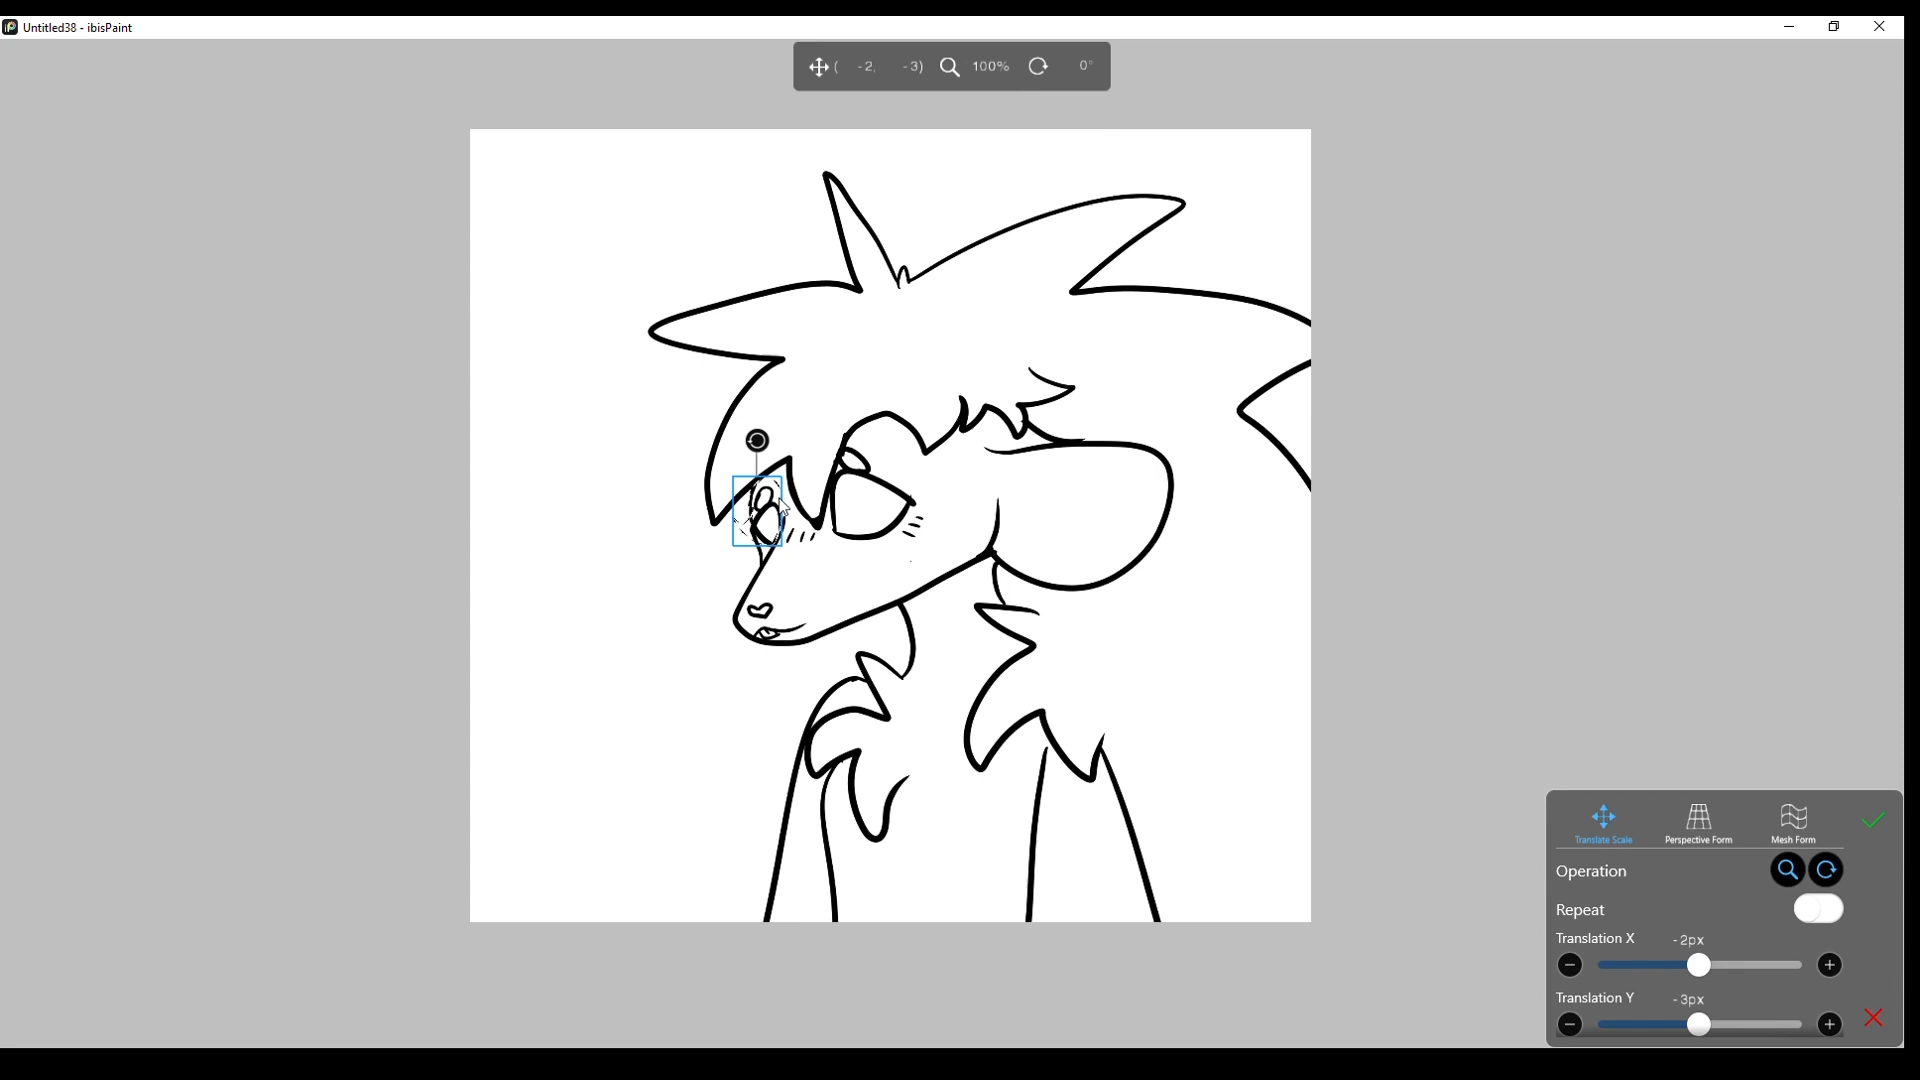 Untitled38 - ibisPaint
( -2, -3) 100% 0°
Translate Scale Perspective Form Mesh Form
Operation
Repeat
Translation X -2px
Translation Y -3px